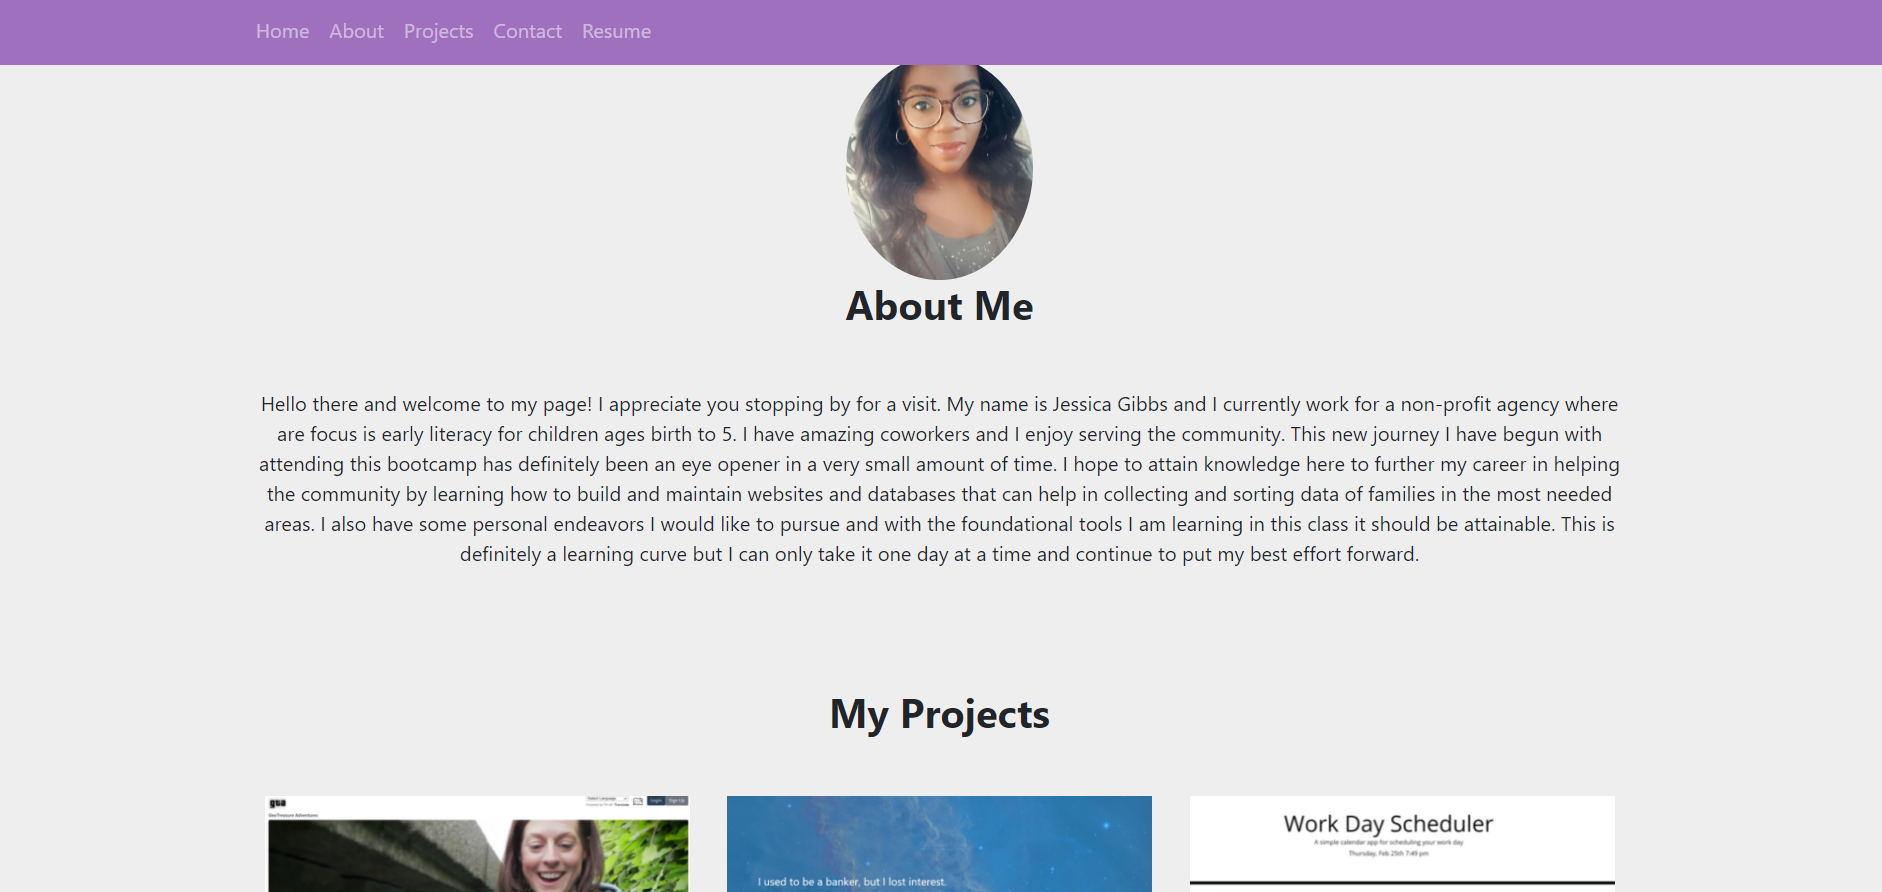 Home About Projects Contact Resume
About Me
Hello there and welcome to my page! I appreciate you stopping by for a visit. My name is Jessica Gibbs and I currently work for a non-profit agency where
are focus is early literacy for children ages birth to 5. I have amazing coworkers and I enjoy serving the community. This new journey I have begun with
attending this bootcamp has definitely been an eye opener in a very small amount of time. I hope to attain knowledge here to further my career in helping
the community by learning how to build and maintain websites and databases that can help in collecting and sorting data of families in the most needed
areas. I also have some personal endeavors I would like to pursue and with the foundational tools I am learning in this class it should be attainable. This is
definitely a learning curve but I can only take it one day at a time and continue to put my best effort forward.
My Projects
gta
Select Language
Login Sign Up
GeoTreasure Adventures
I used to be a banker, but I lost interest.
Work Day Scheduler
A simple calendar app for scheduling your work day
Thursday, Feb 25th 7:49 pm